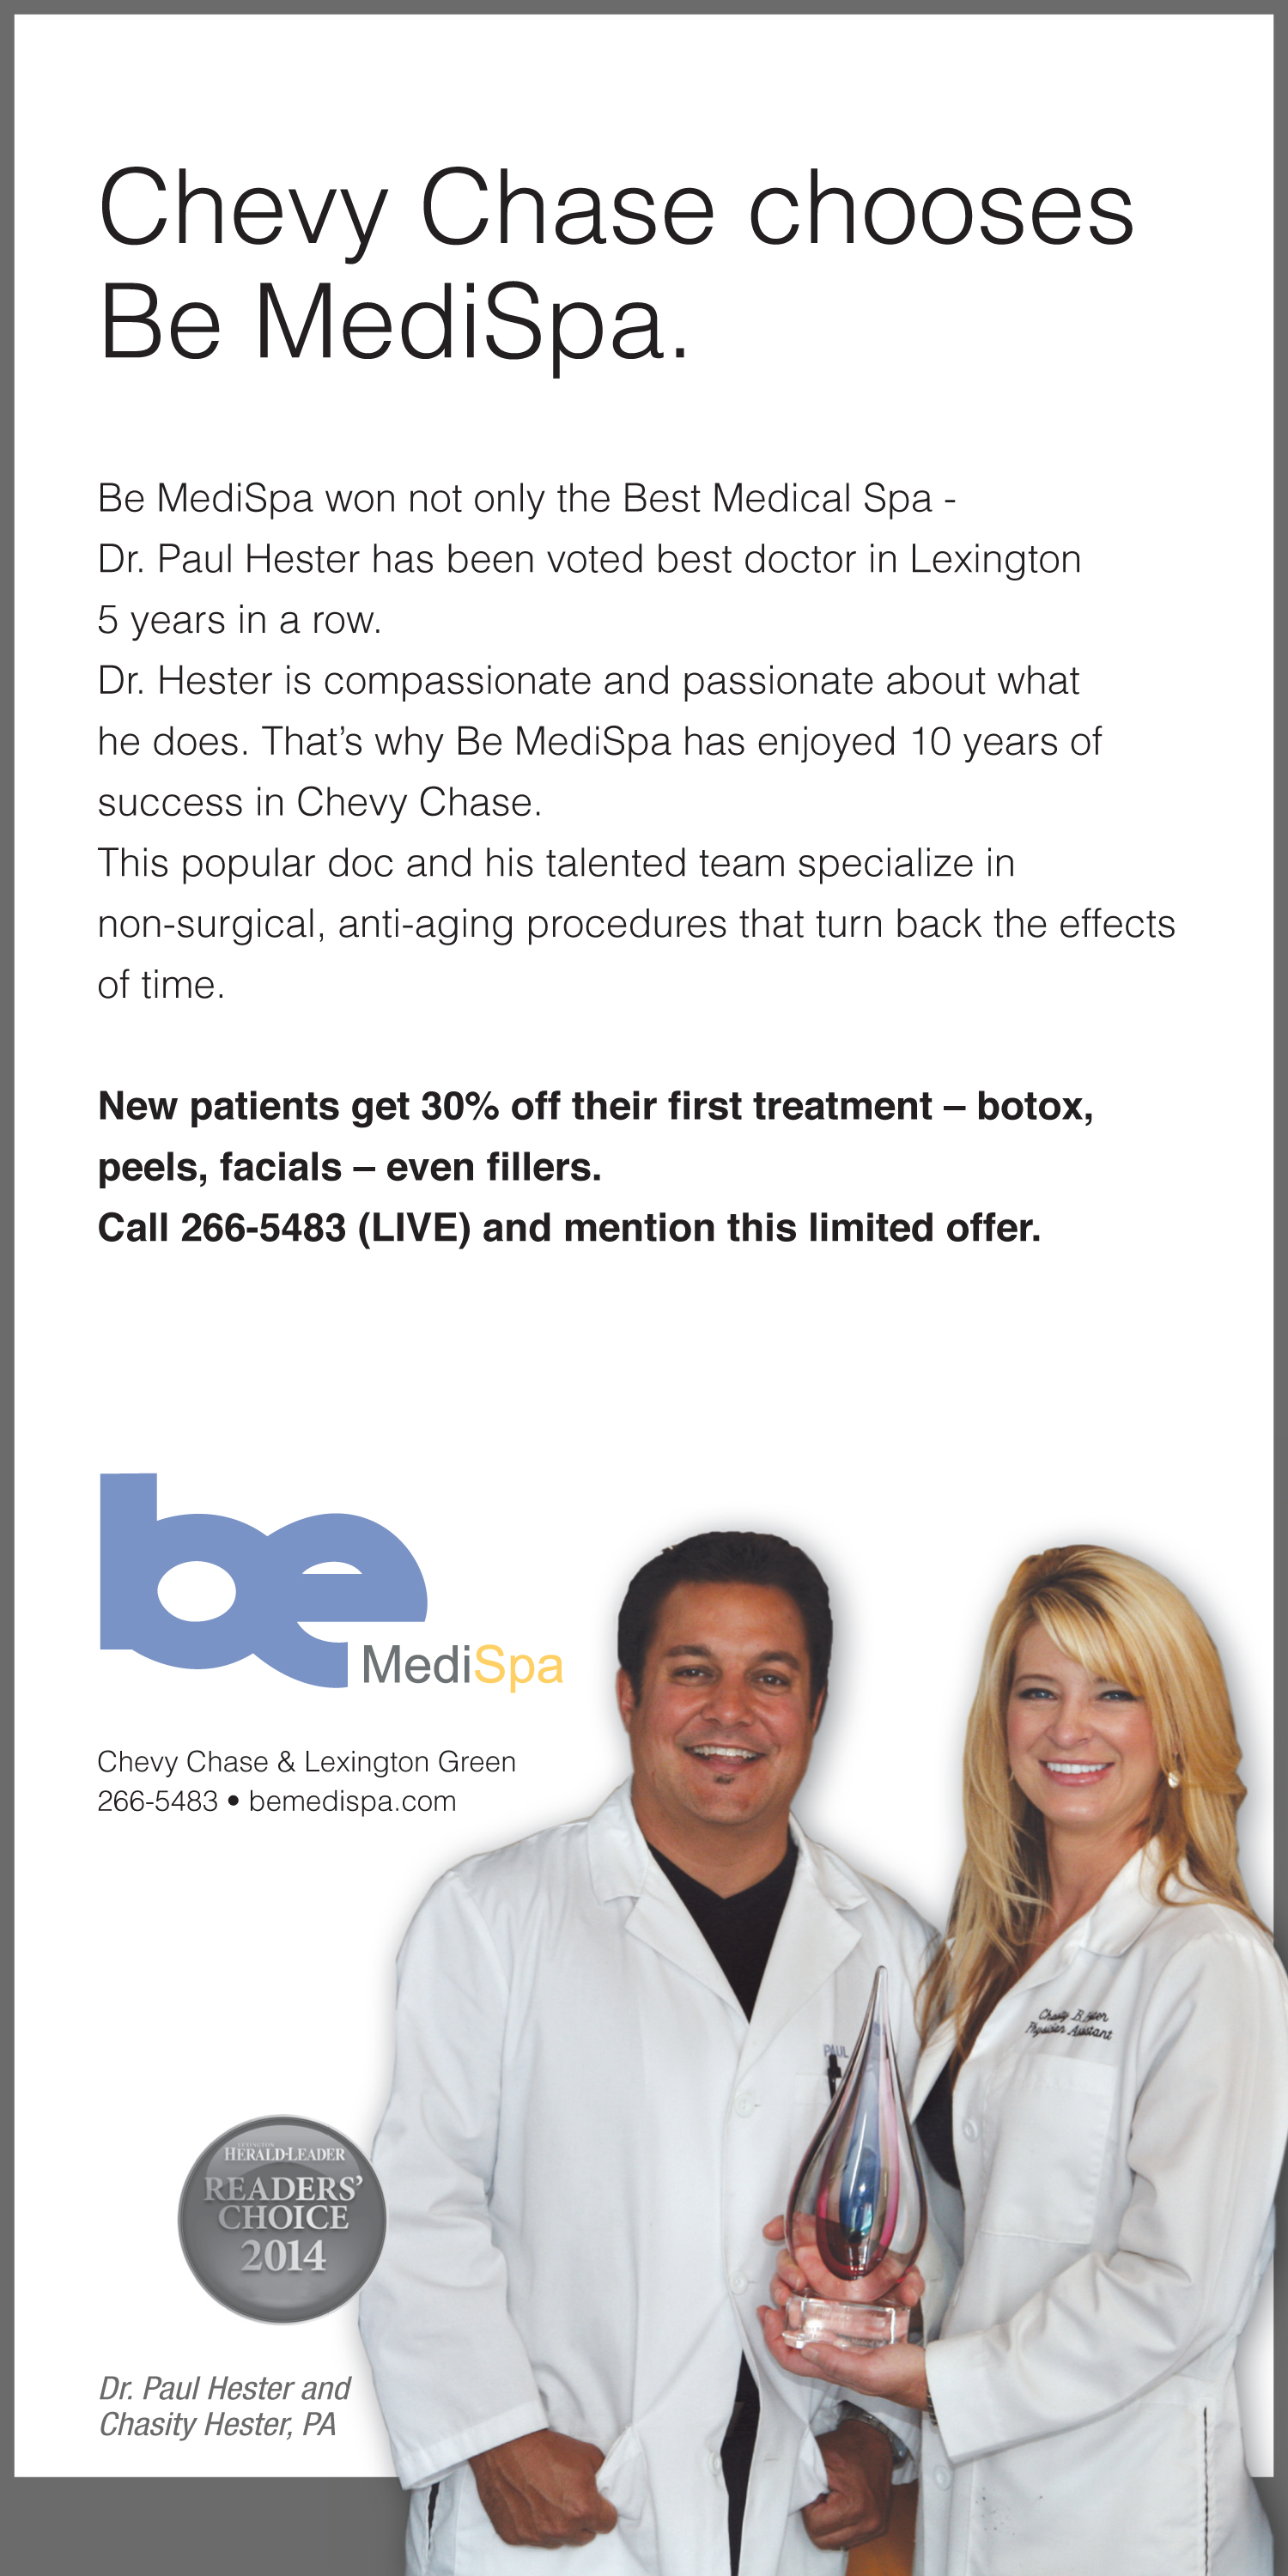 Chevy Chase chooses
Be MediSpa.
Be MediSpa won not only the Best Medical Spa -
Dr. Paul Hester has been voted best doctor in Lexington
5 years in a row.
Dr. Hester is compassionate and passionate about what
he does. That’s why Be MediSpa has enjoyed 10 years of
success in Chevy Chase.
This popular doc and his talented team specialize in
non-surgical, anti-aging procedures that turn back the effects
of time.
New patients get 30% off their first treatment – botox,
peels, facials – even fillers.
Call 266-5483 (LIVE) and mention this limited offer.
be
MediSpa
Chevy Chase & Lexington Green
266-5483 • bemedispa.com
PAUL
Chasity B. Hester
Physician Assistant
LEXINGTON
HERALD-LEADER
READERS’
CHOICE
2014
Dr. Paul Hester and
Chasity Hester, PA